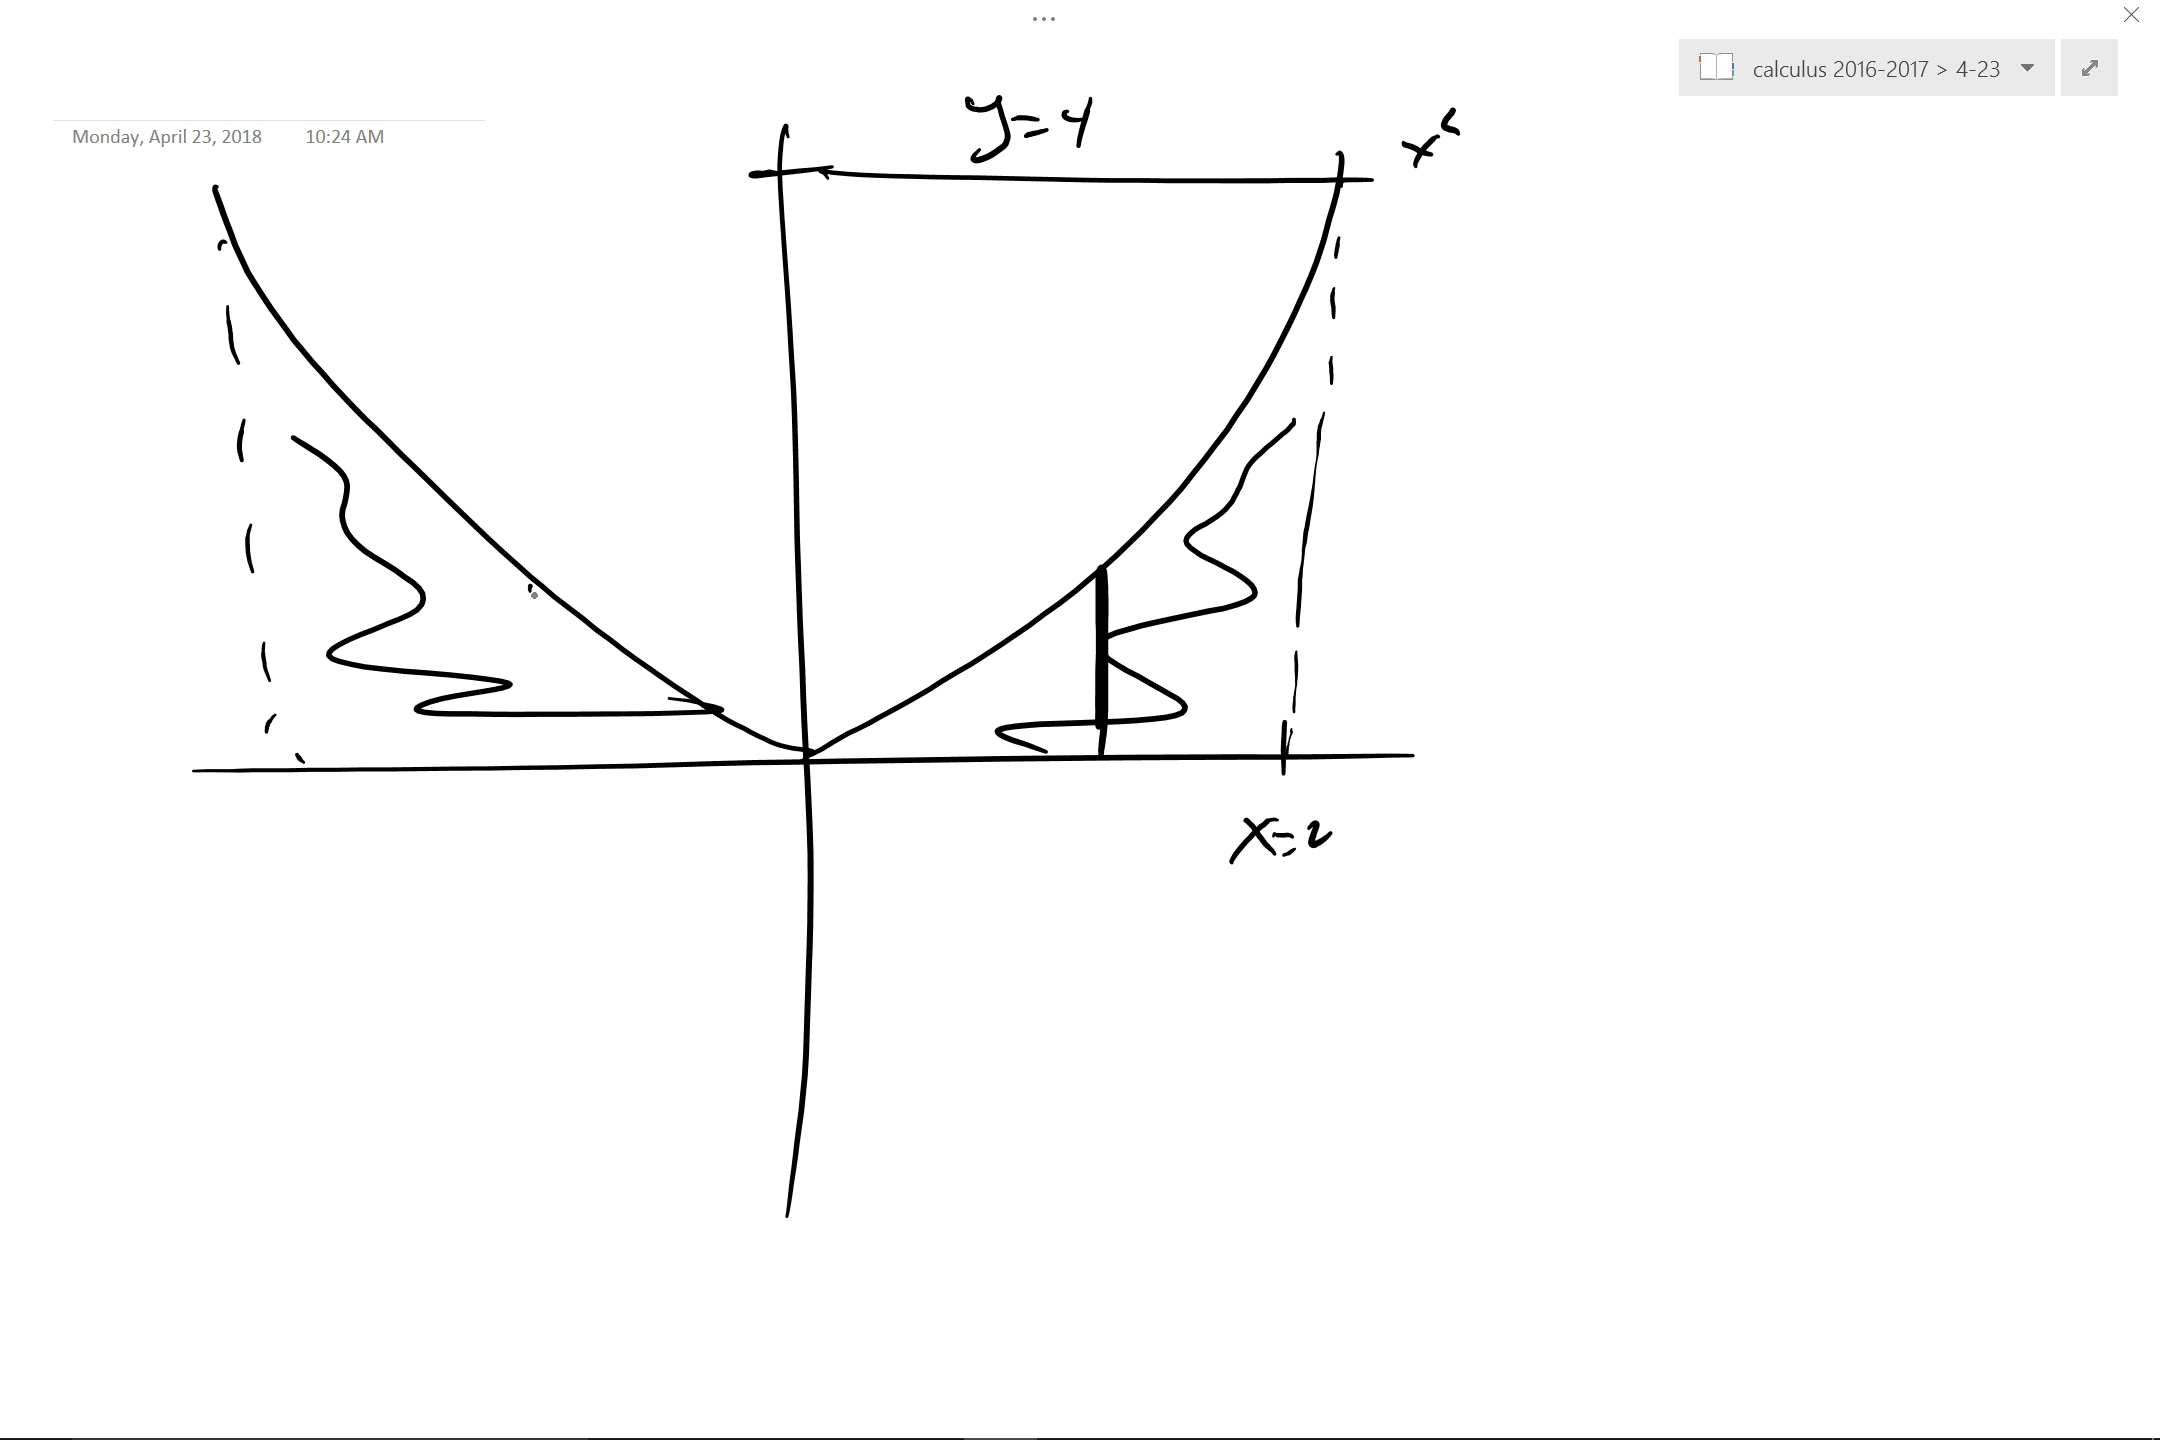 calculus 2016-2017 > 4-23
Monday, April 23, 2018 10:24 AM
y=4
x²
x=2